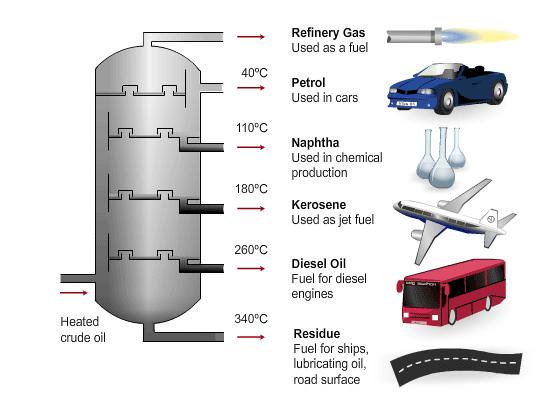 Refinery Gas
Used as a fuel
40ºC
Petrol
Used in cars
110ºC
Naphtha
Used in chemical
production
180ºC
Kerosene
Used as jet fuel
260ºC
Diesel Oil
Fuel for diesel
engines
340ºC
Heated
crude oil
Residue
Fuel for ships,
lubricating oil,
road surface